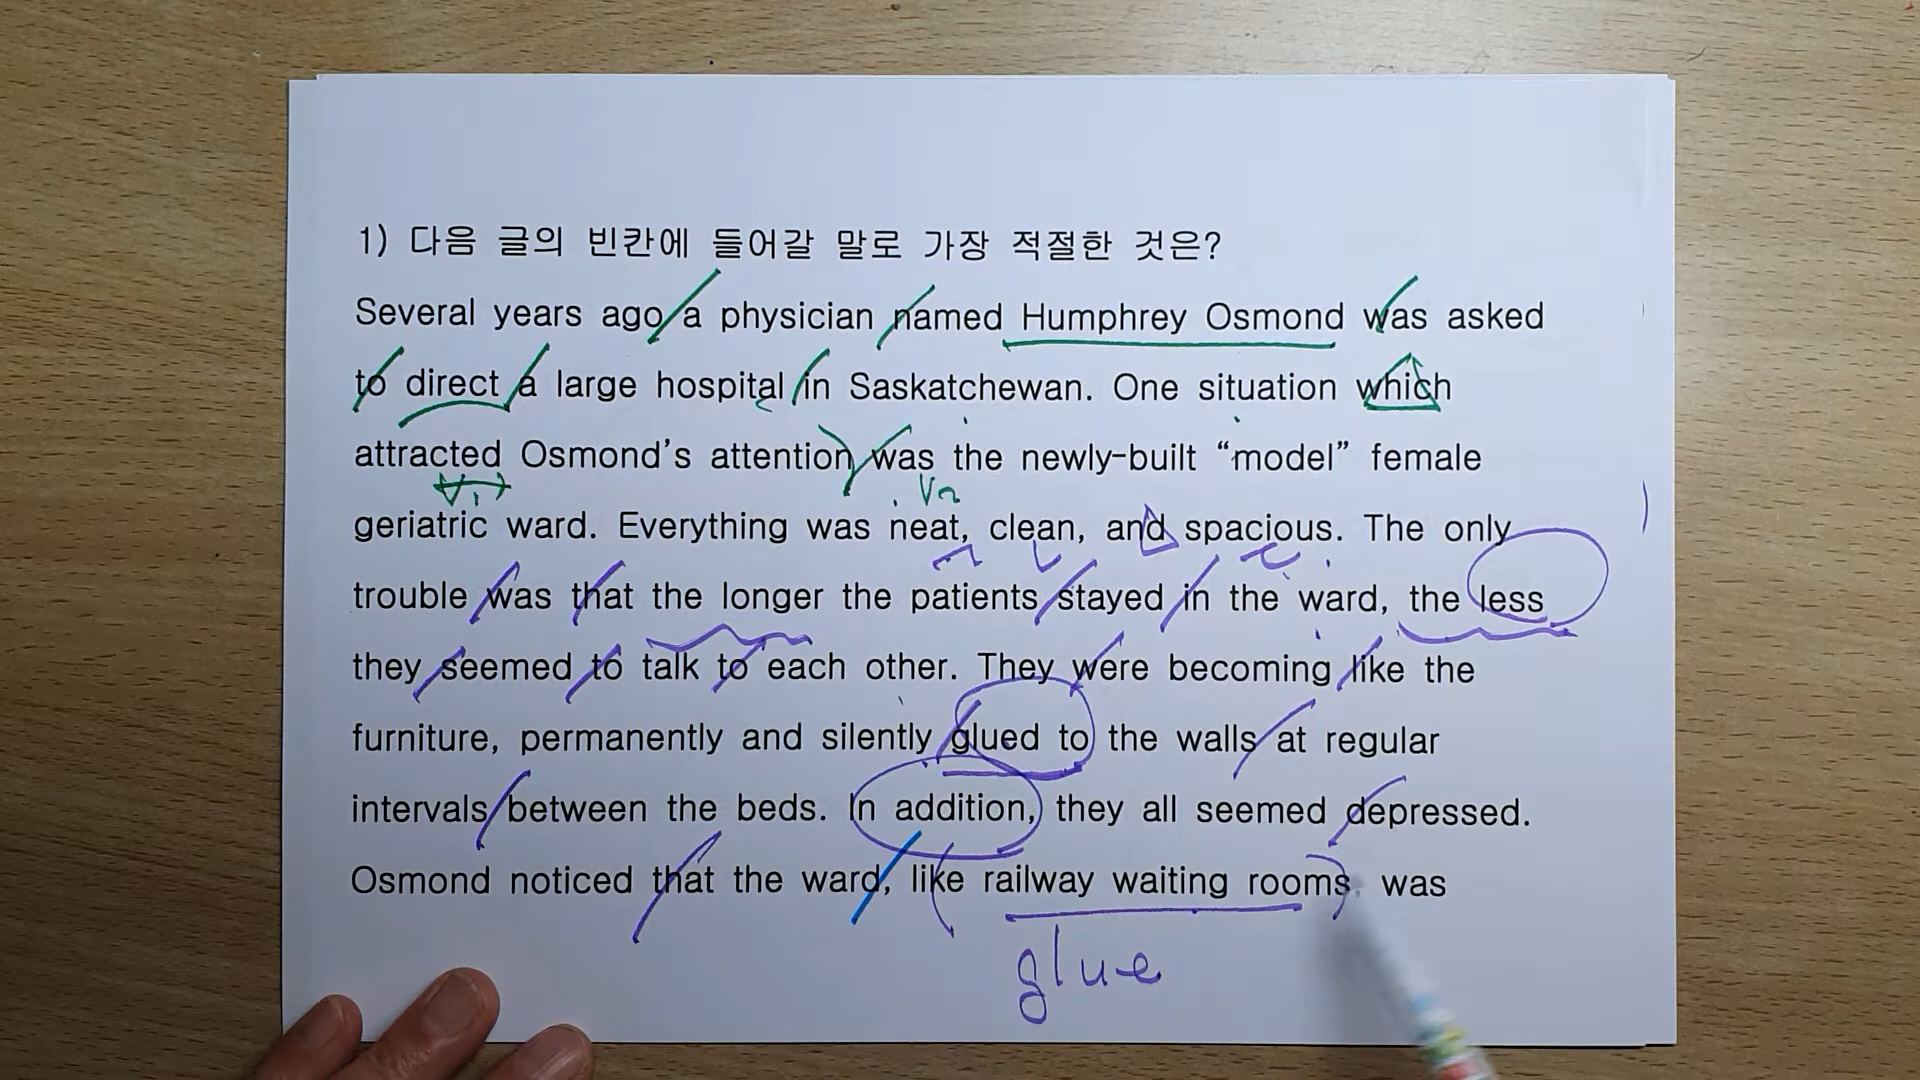 1) 다음 글의 빈칸에 들어갈 말로 가장 적절한 것은?
Several years ago a physician named Humphrey Osmond was asked
to direct a large hospital in Saskatchewan. One situation which
attracted Osmond's attention was the newly-built “model” female
V1 V2
geriatric ward. Everything was neat, clean, and spacious. The only
trouble was that the longer the patients stayed in the ward, the less
they seemed to talk to each other. They were becoming like the
furniture, permanently and silently glued to the walls at regular
intervals between the beds. In addition, they all seemed depressed.
Osmond noticed that the ward, like railway waiting rooms, was
glue